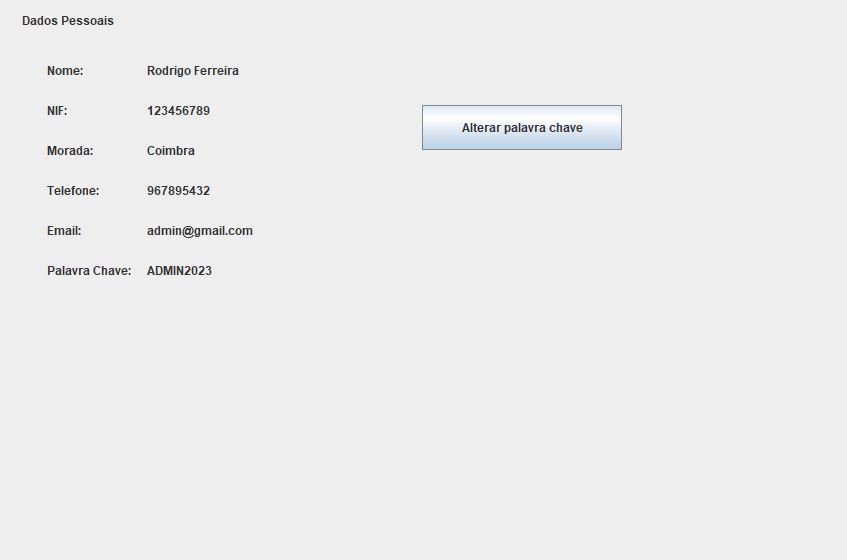 Dados Pessoais
Nome: Rodrigo Ferreira
NIF: 123456789
Alterar palavra chave
Morada: Coimbra
Telefone: 967895432
Email: admin@gmail.com
Palavra Chave: ADMIN2023